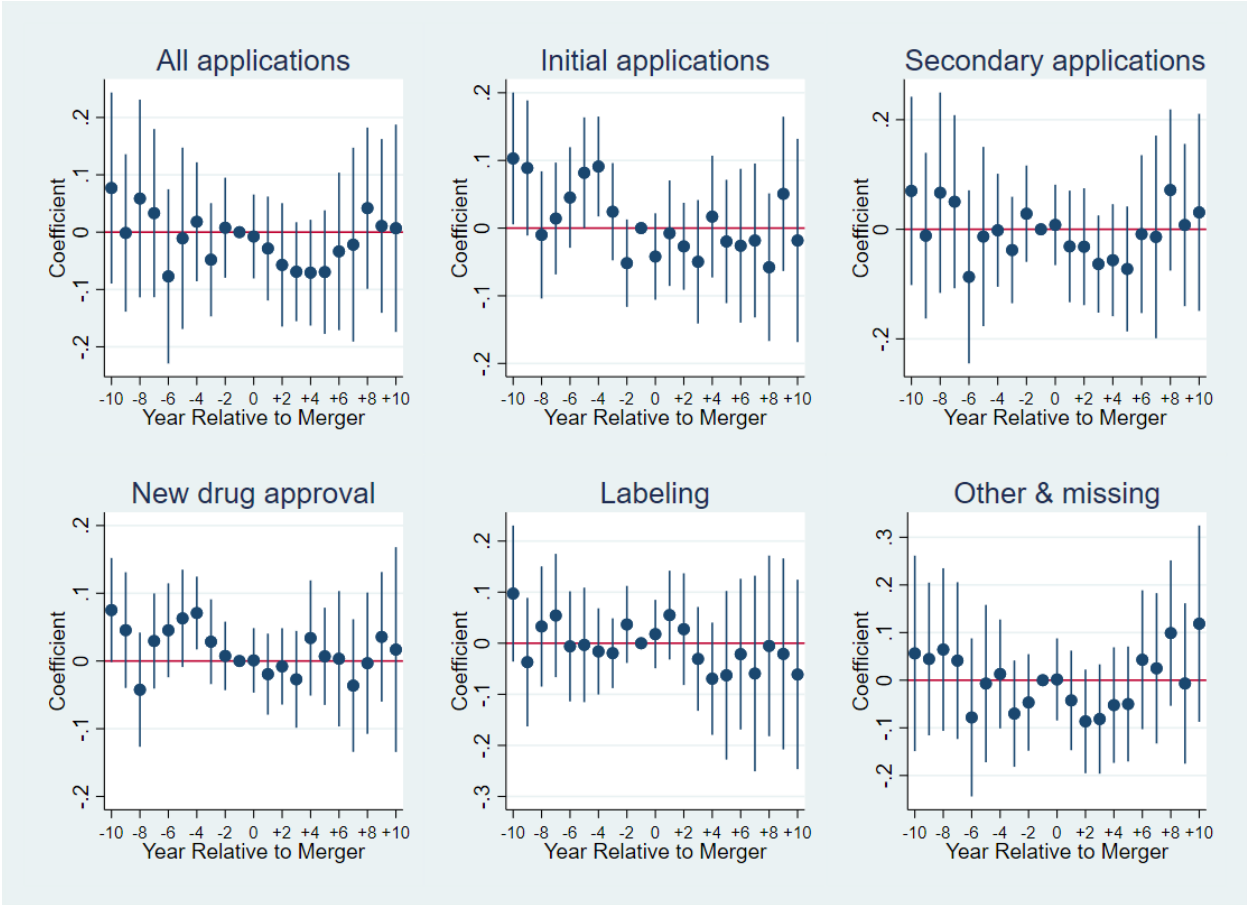 All applications
Initial applications
Secondary applications
Coefficient
.2
.1
0
-.1
-.2
-10 -8 -6 -4 -2 0 +2 +4 +6 +8 +10
Year Relative to Merger
Coefficient
.2
.1
0
-.1
-.2
-10 -8 -6 -4 -2 0 +2 +4 +6 +8 +10
Year Relative to Merger
Coefficient
.2
0
-.2
-10 -8 -6 -4 -2 0 +2 +4 +6 +8 +10
Year Relative to Merger
New drug approval
Labeling
Other & missing
Coefficient
.2
.1
0
-.1
-.2
-10 -8 -6 -4 -2 0 +2 +4 +6 +8 +10
Year Relative to Merger
Coefficient
.2
.1
0
-.1
-.2
-.3
-10 -8 -6 -4 -2 0 +2 +4 +6 +8 +10
Year Relative to Merger
Coefficient
.3
.2
.1
0
-.1
-.2
-10 -8 -6 -4 -2 0 +2 +4 +6 +8 +10
Year Relative to Merger